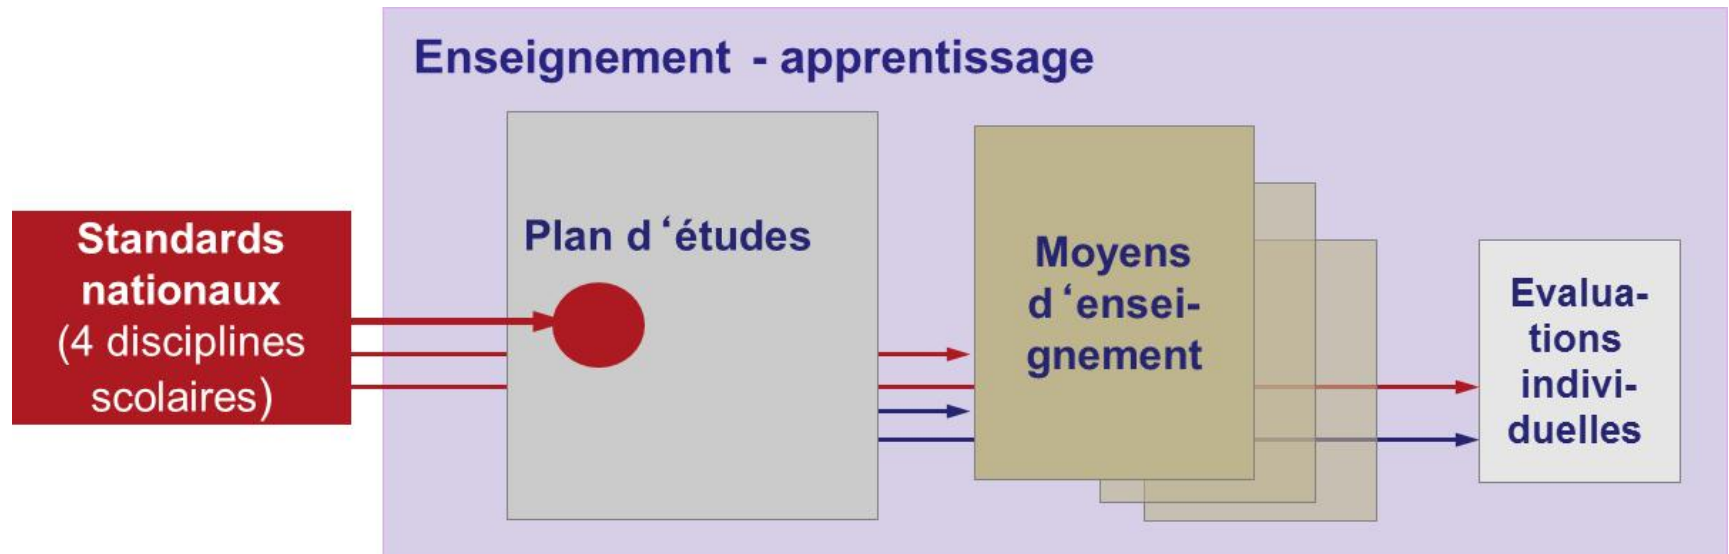 Enseignement - apprentissage
Standards
nationaux
(4 disciplines
scolaires)
Plan d ‘études
Moyens
d ‘ensei-
gnement
Evalua-
tions
indivi-
duelles